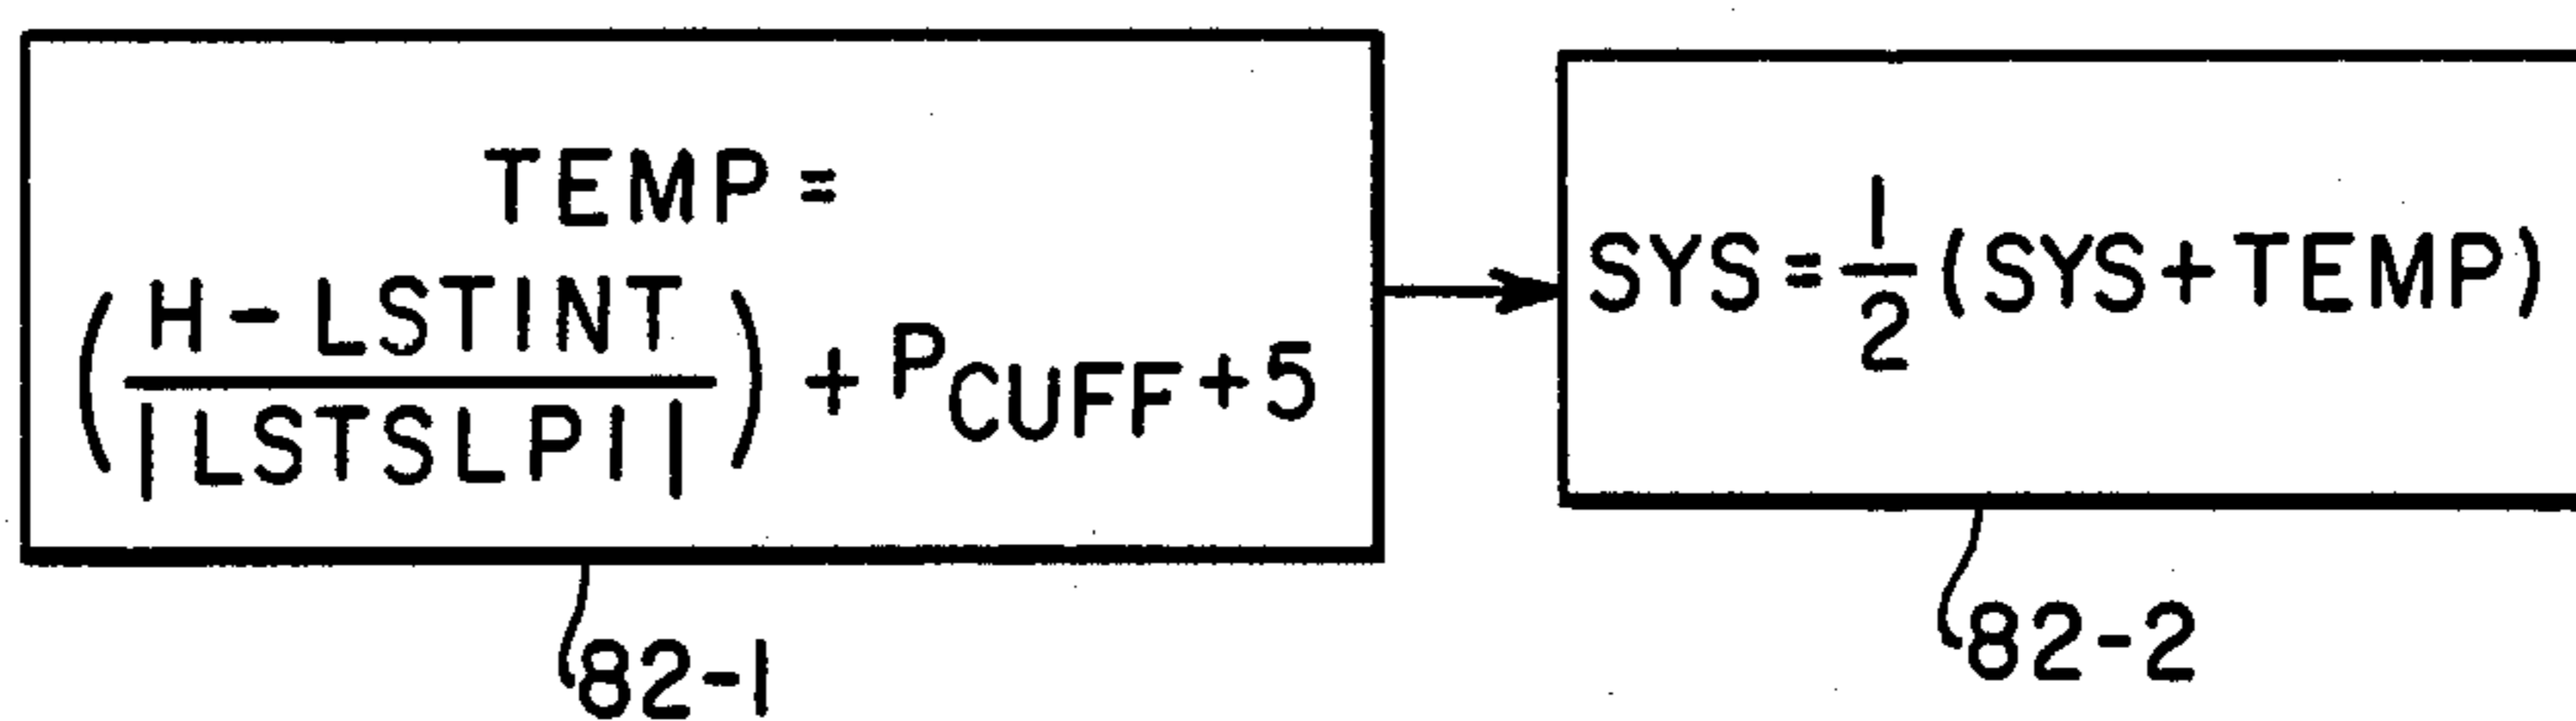 TEMP =
(H - LSTINT / |LSTSLPI|) + PCUFF + 5
SYS = 1/2 (SYS + TEMP)
82-1
82-2